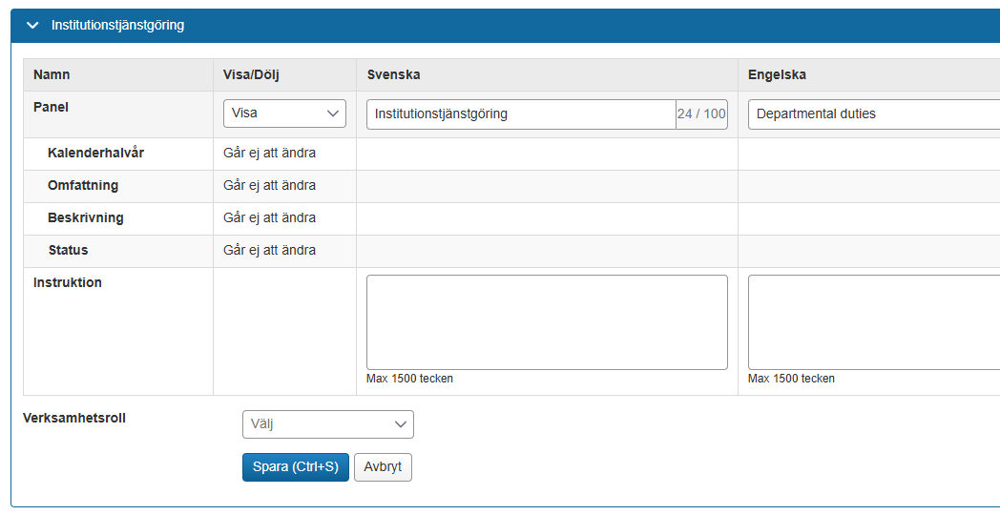 Institutionstjänstgöring
Namn Visa/Dölj Svenska Engelska
Panel Visa Institutionstjänstgöring 24 / 100 Departmental duties
Kalenderhalvår Går ej att ändra
Omfattning Går ej att ändra
Beskrivning Går ej att ändra
Status Går ej att ändra
Instruktion
Max 1500 tecken Max 1500 tecken
Verksamhetsroll Välj
Spara (Ctrl+S) Avbryt